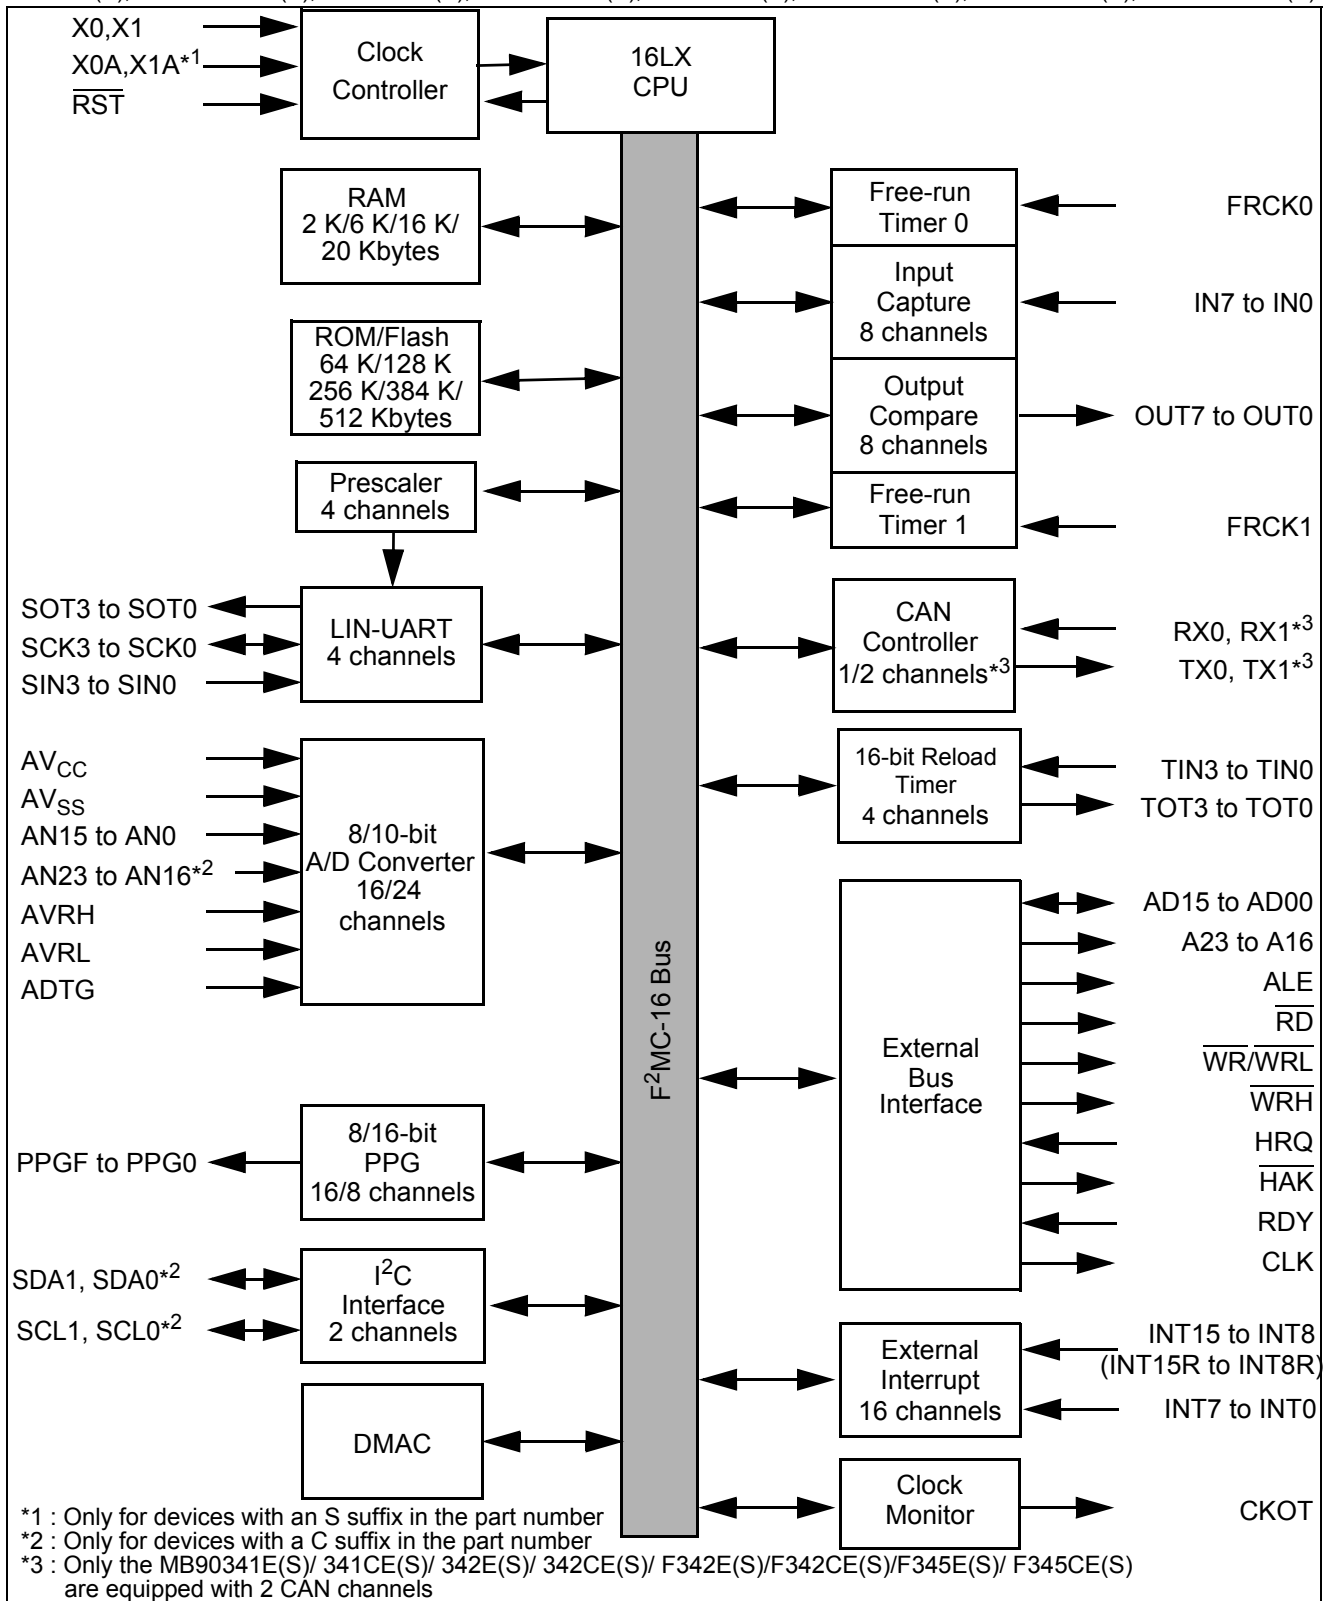 X0,X1
X0A,X1A*1
RST
Clock
Controller
16LX
CPU
RAM
2 K/6 K/16 K/
20 Kbytes
ROM/Flash
64 K/128 K
256 K/384 K/
512 Kbytes
Prescaler
4 channels
SOT3 to SOT0
SCK3 to SCK0
SIN3 to SIN0
LIN-UART
4 channels
AVCC
AVSS
AN15 to AN0
AN23 to AN16*2
AVRH
AVRL
ADTG
8/10-bit
A/D Converter
16/24
channels
PPGF to PPG0
8/16-bit
PPG
16/8 channels
SDA1, SDA0*2
SCL1, SCL0*2
I2C
Interface
2 channels
DMAC
F2MC-16 Bus
Free-run
Timer 0
FRCK0
Input
Capture
8 channels
IN7 to IN0
Output
Compare
8 channels
OUT7 to OUT0
Free-run
Timer 1
FRCK1
CAN
Controller
1/2 channels*3
RX0, RX1*3
TX0, TX1*3
16-bit Reload
Timer
4 channels
TIN3 to TIN0
TOT3 to TOT0
External
Bus
Interface
AD15 to AD00
A23 to A16
ALE
RD
WR/WRL
WRH
HRQ
HAK
RDY
CLK
External
Interrupt
16 channels
INT15 to INT8
(INT15R to INT8R)
INT7 to INT0
Clock
Monitor
CKOT
*1 : Only for devices with an S suffix in the part number
*2 : Only for devices with a C suffix in the part number
*3 : Only the MB90341E(S)/ 341CE(S)/ 342E(S)/ 342CE(S)/ F342E(S)/F342CE(S)/F345E(S)/ F345CE(S)
are equipped with 2 CAN channels